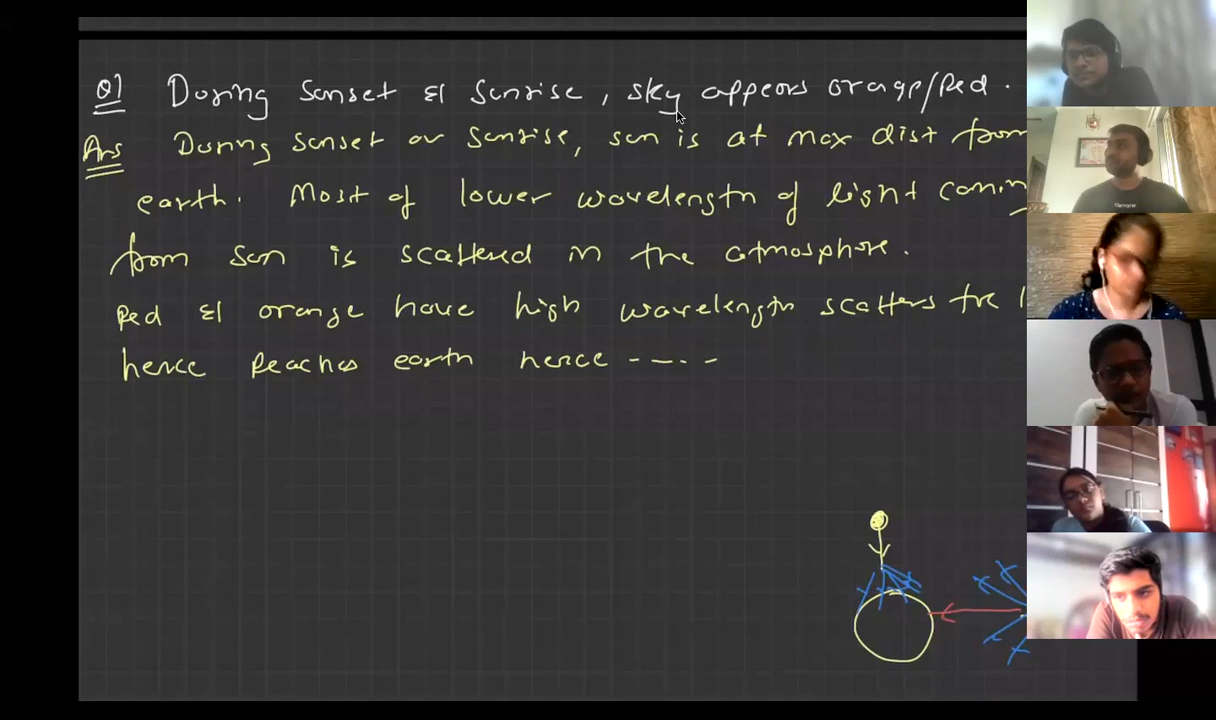 Q] During Sunset & Sunrise, sky appears orange/Red.
Ans During sunset or sunrise, sun is at max dist from
earth. Most of lower wavelength of light coming
from sun is scattered in the atmosphere.
Red & orange have high wavelength scatters the
hence Reaches earth hence -----